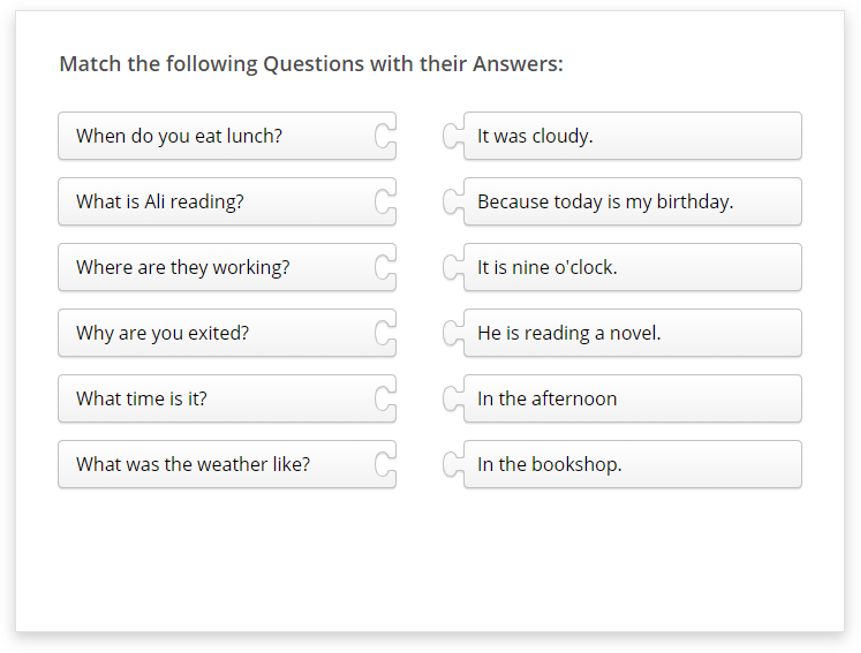 Match the following Questions with their Answers:
When do you eat lunch?
It was cloudy.
What is Ali reading?
Because today is my birthday.
Where are they working?
It is nine o'clock.
Why are you exited?
He is reading a novel.
What time is it?
In the afternoon
What was the weather like?
In the bookshop.